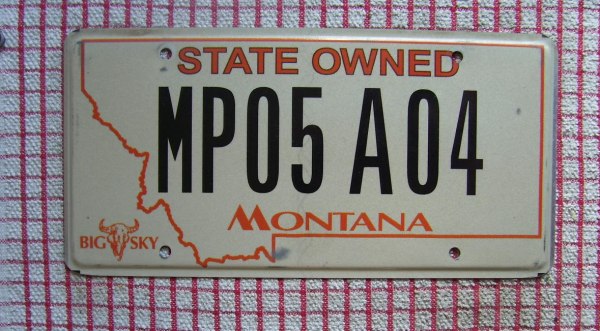 STATE OWNED
MP05 A04
MONTANA
BIG SKY